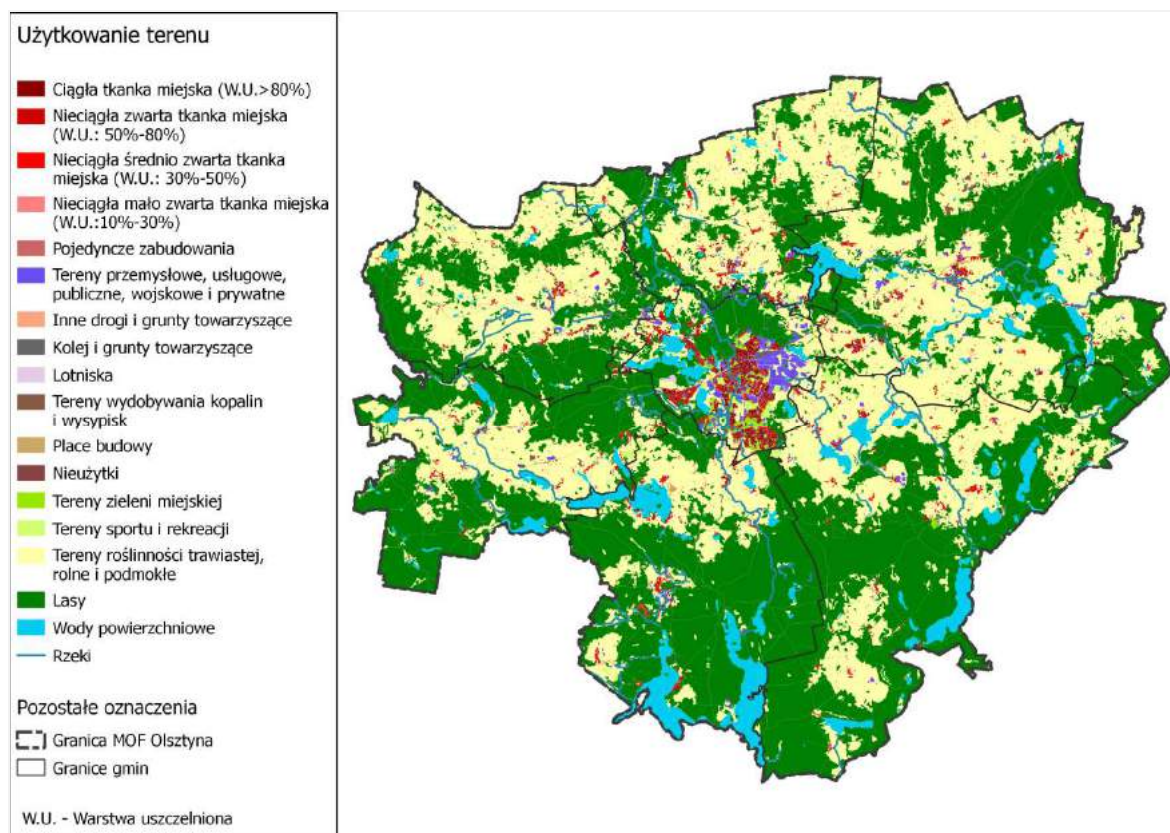 Użytkowanie terenu
Ciągła tkanka miejska (W.U.>80%)
Nieciągła zwarta tkanka miejska
(W.U.: 50%-80%)
Nieciągła średnio zwarta tkanka
miejska (W.U.: 30%-50%)
Nieciągła mało zwarta tkanka miejska
(W.U.:10%-30%)
Pojedyncze zabudowania
Tereny przemysłowe, usługowe,
publiczne, wojskowe i prywatne
Inne drogi i grunty towarzyszące
Kolej i grunty towarzyszące
Lotniska
Tereny wydobywania kopalin
i wysypisk
Place budowy
Nieużytki
Tereny zieleni miejskiej
Tereny sportu i rekreacji
Tereny roślinności trawiastej,
rolne i podmokłe
Lasy
Wody powierzchniowe
Rzeki
Pozostałe oznaczenia
Granica MOF Olsztyna
Granice gmin
W.U. - Warstwa uszczelniona